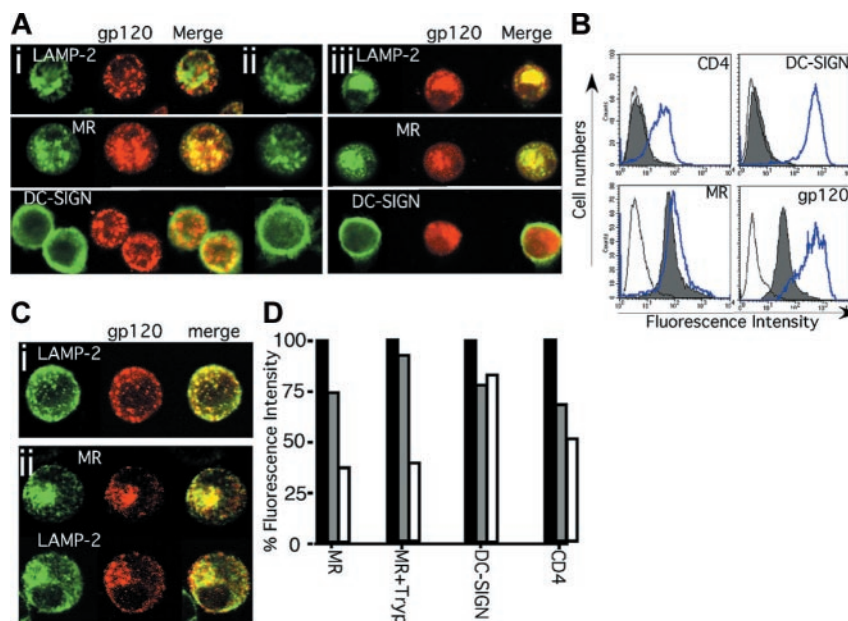 A
gp120 Merge
i LAMP-2 ii
MR
DC-SIGN
gp120 Merge
iii LAMP-2
MR
DC-SIGN
B
CD4
DC-SIGN
MR
gp120
Cell numbers
Counts
Fluorescence Intensity
C
gp120 merge
i LAMP-2
ii MR
LAMP-2
D
% Fluorescence Intensity
100
75
50
25
0
MR
MR+Tryp
DC-SIGN
CD4